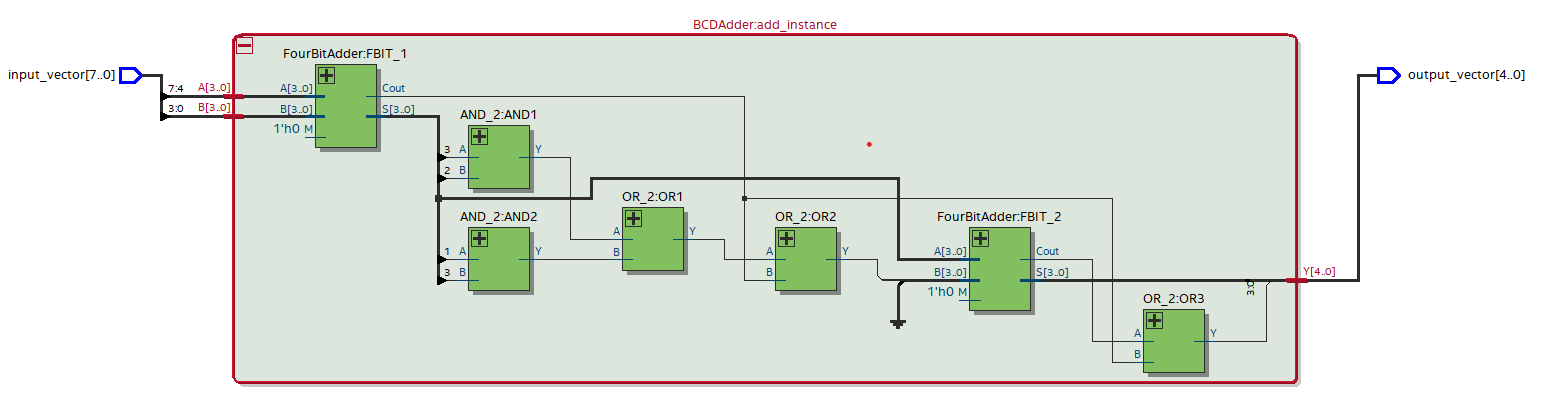 BCDAdder:add_instance
input_vector[7..0]
7:4
3:0
A[3..0]
B[3..0]
FourBitAdder:FBIT_1
A[3..0]
B[3..0]
1'h0 M
Cout
S[3..0]
AND_2:AND1
3 A
2 B
Y
AND_2:AND2
1 A
3 B
Y
OR_2:OR1
A
B
Y
OR_2:OR2
A
B
Y
FourBitAdder:FBIT_2
A[3..0]
B[3..0]
1'h0 M
Cout
S[3..0]
OR_2:OR3
A
B
Y
3:0
Y[4..0]
output_vector[4..0]